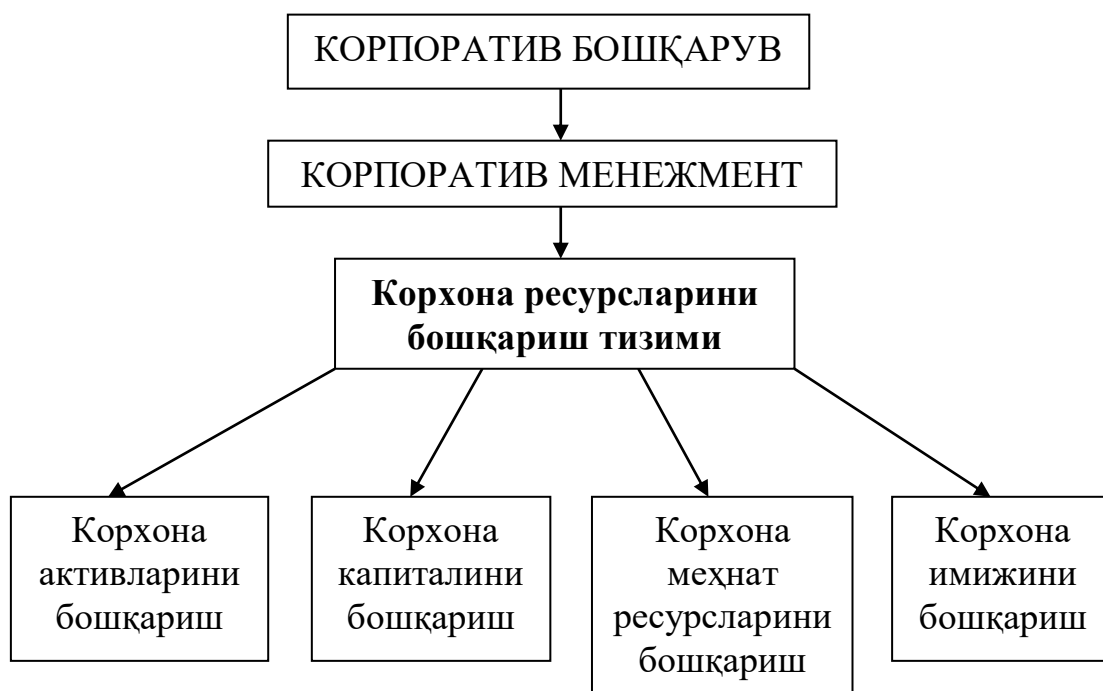 КОРПОРАТИВ БОШҚАРУВ
КОРПОРАТИВ МЕНЕЖМЕНТ
Корхона ресурсларини
бошқариш тизими
Корхона
активларини
бошқариш
Корхона
капиталини
бошқариш
Корхона
меҳнат
ресурсларини
бошқариш
Корхона
имижини
бошқариш